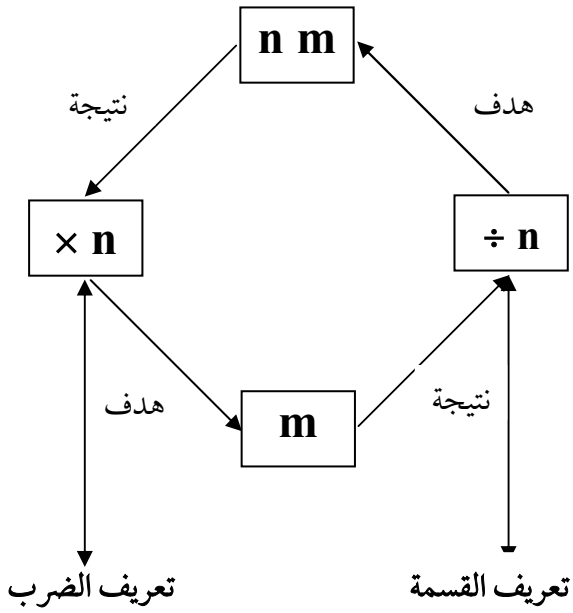 n m
هدف
نتيجة
÷ n
× n
نتيجة
هدف
m
تعريف القسمة
تعريف الضرب